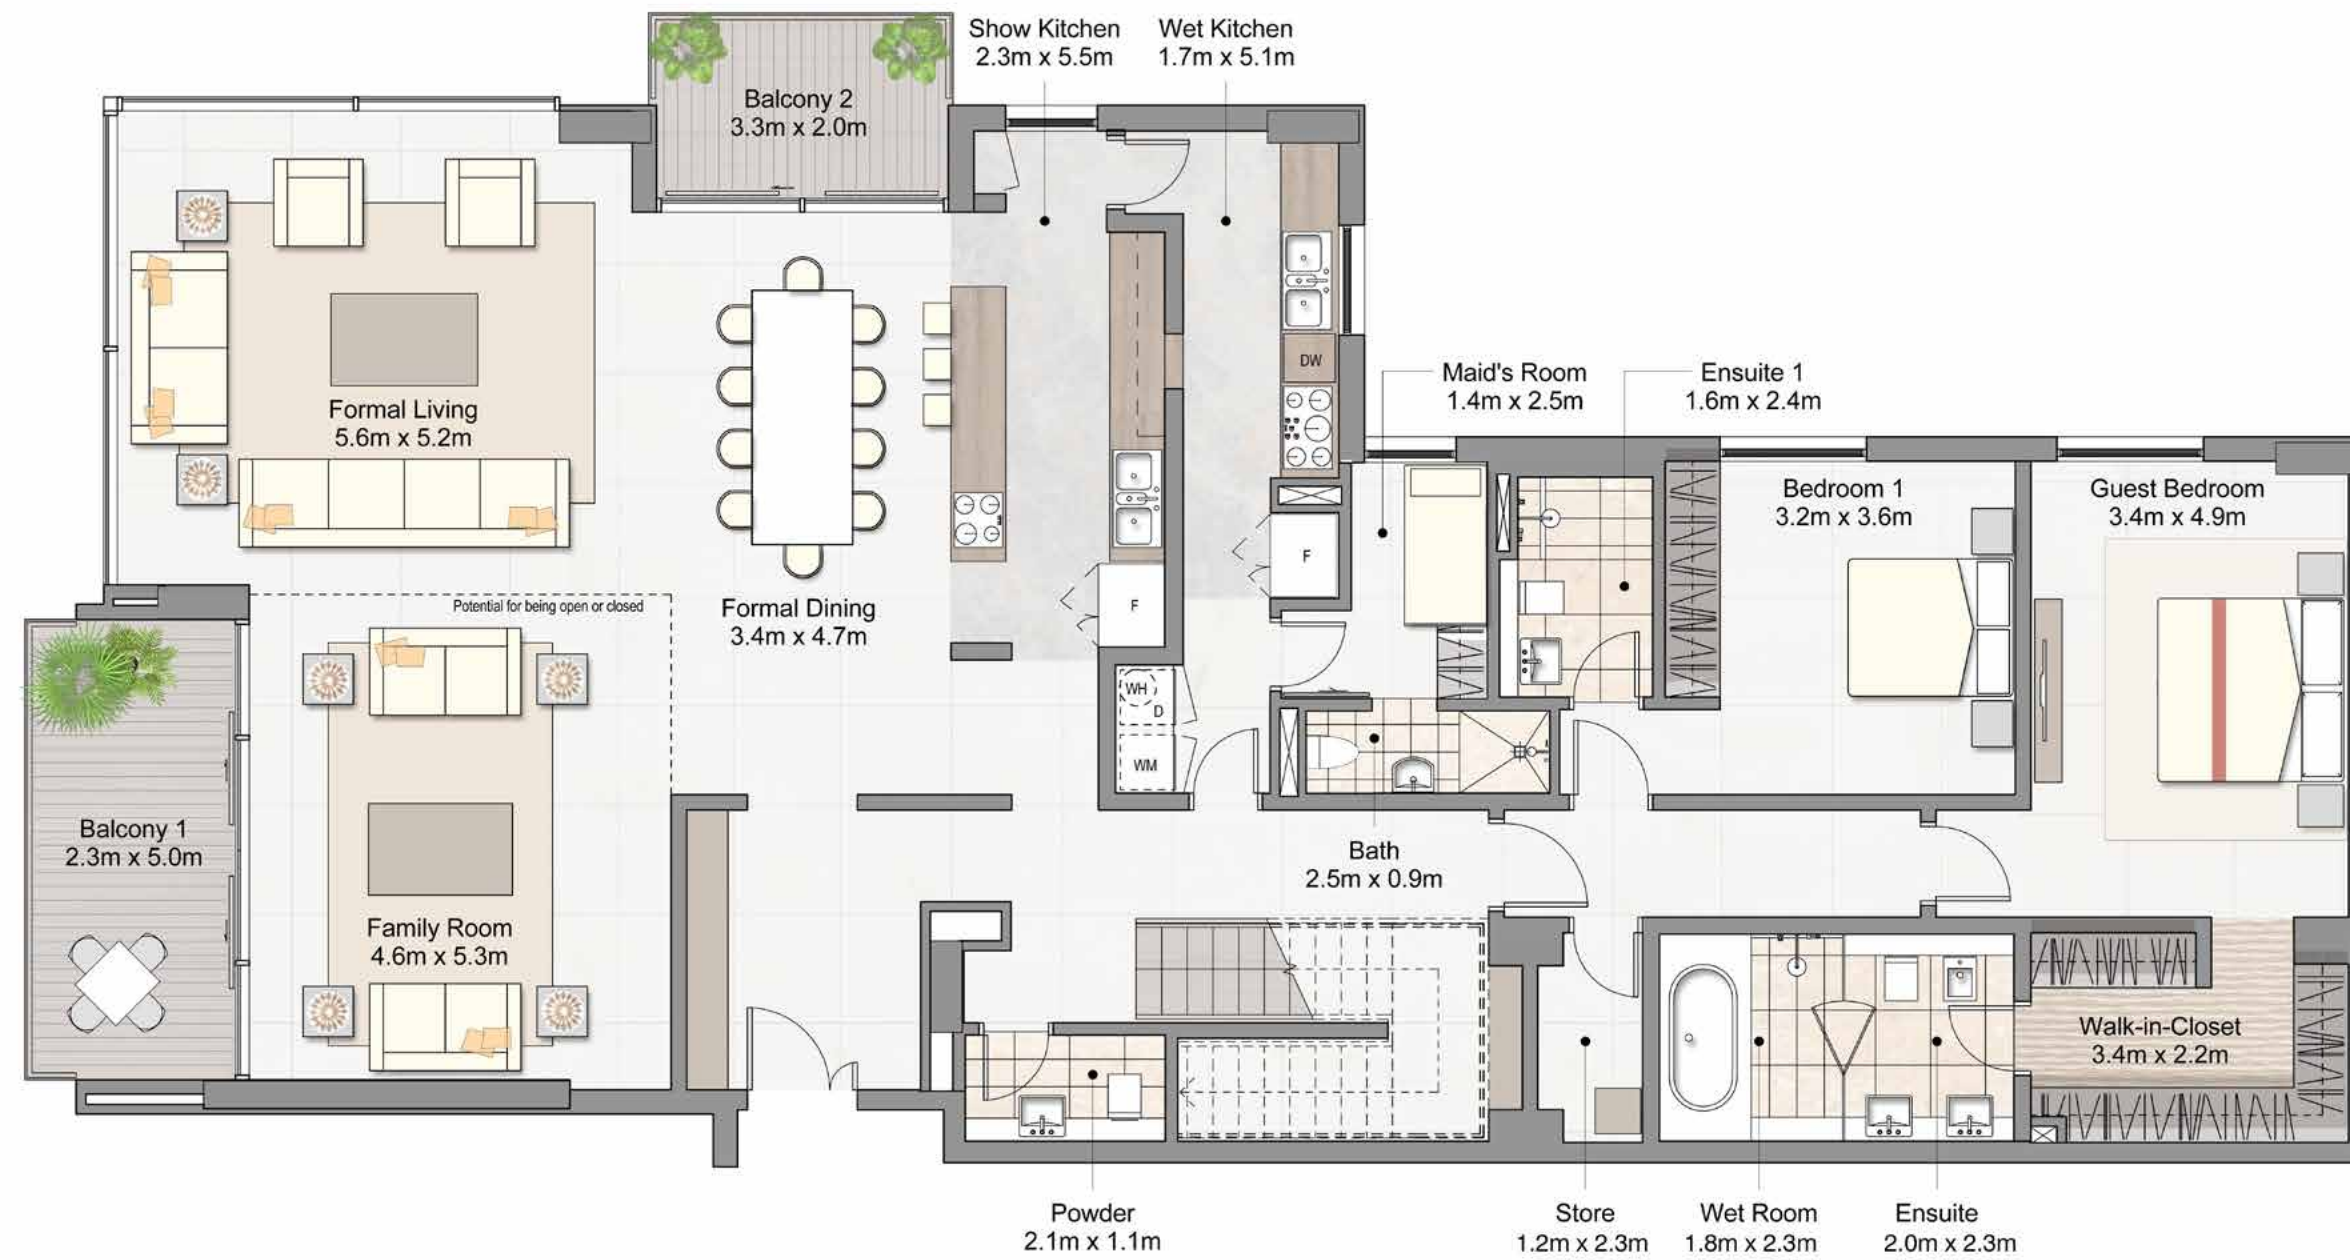 Show Kitchen
2.3m x 5.5m
Wet Kitchen
1.7m x 5.1m
Balcony 2
3.3m x 2.0m
Formal Living
5.6m x 5.2m
DW
Maid's Room
1.4m x 2.5m
Ensuite 1
1.6m x 2.4m
Bedroom 1
3.2m x 3.6m
Guest Bedroom
3.4m x 4.9m
F
F
Potential for being open or closed
Formal Dining
3.4m x 4.7m
WH
D
WM
Balcony 1
2.3m x 5.0m
Bath
2.5m x 0.9m
Family Room
4.6m x 5.3m
Walk-in-Closet
3.4m x 2.2m
Powder
2.1m x 1.1m
Store
1.2m x 2.3m
Wet Room
1.8m x 2.3m
Ensuite
2.0m x 2.3m